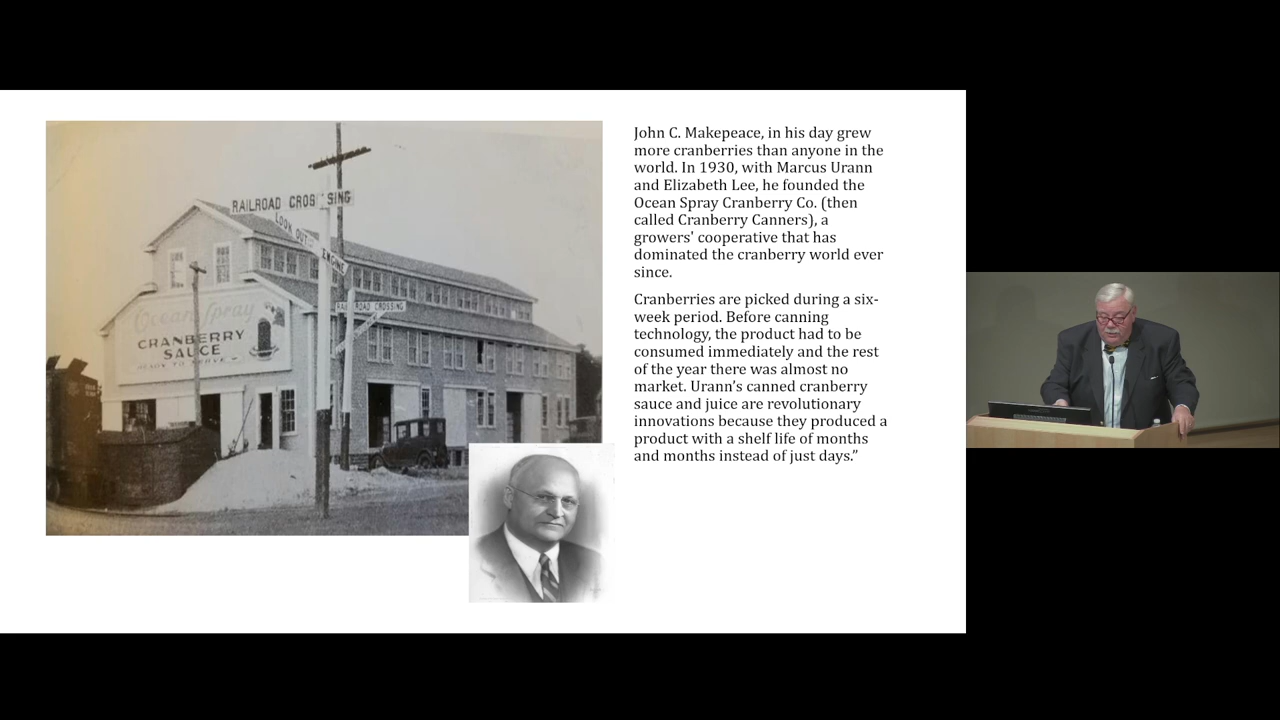 RAILROAD CROSSING
LOOK OUT
ENGINE
RAILROAD CROSSING
Ocean Spray
CRANBERRY
SAUCE
READY TO SERVE
John C. Makepeace, in his day grew
more cranberries than anyone in the
world. In 1930, with Marcus Urann
and Elizabeth Lee, he founded the
Ocean Spray Cranberry Co. (then
called Cranberry Canners), a
growers' cooperative that has
dominated the cranberry world ever
since.
Cranberries are picked during a six-
week period. Before canning
technology, the product had to be
consumed immediately and the rest
of the year there was almost no
market. Urann’s canned cranberry
sauce and juice are revolutionary
innovations because they produced a
product with a shelf life of months
and months instead of just days.”